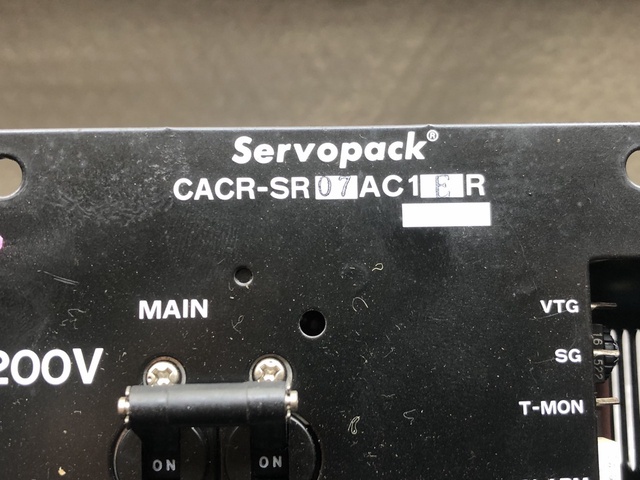 Servopack®
CACR-SR07AC1ER
MAIN
200V
VTG
SG
T-MON
ON
ON